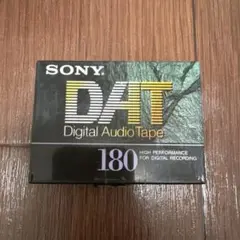 SONY
DAT
Digital Audio Tape
180
HIGH PERFORMANCE
FOR DIGITAL RECORDING